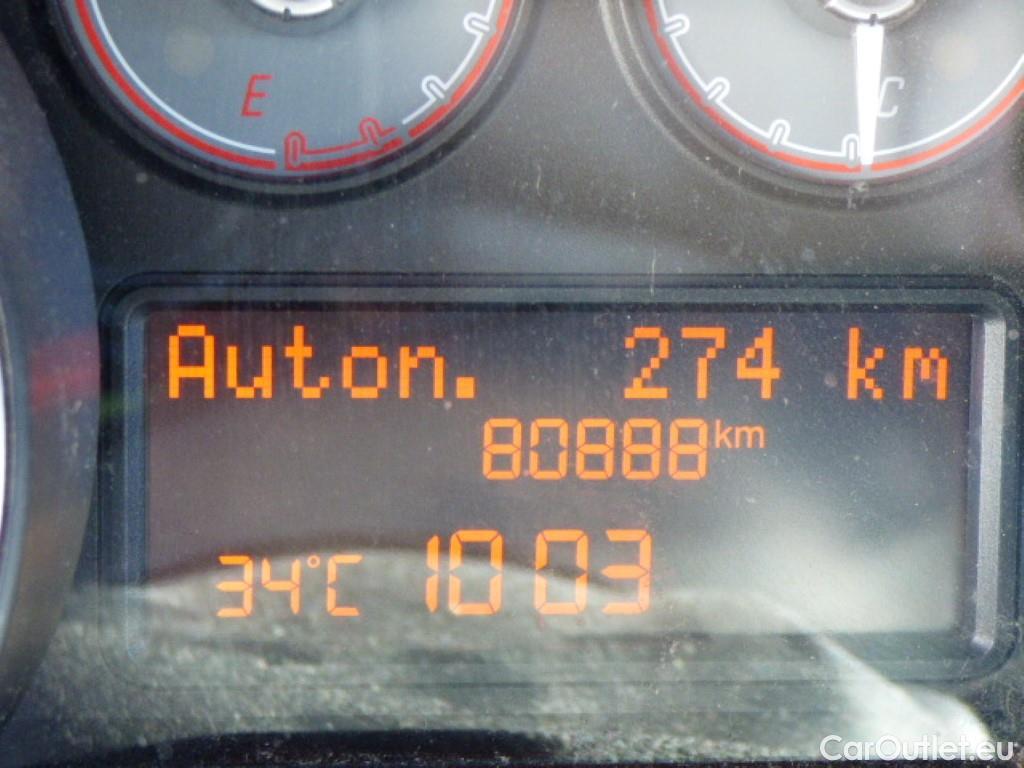 E C
Auton. 274 km
80888 km
34°C 10 03
CarOutlet.eu